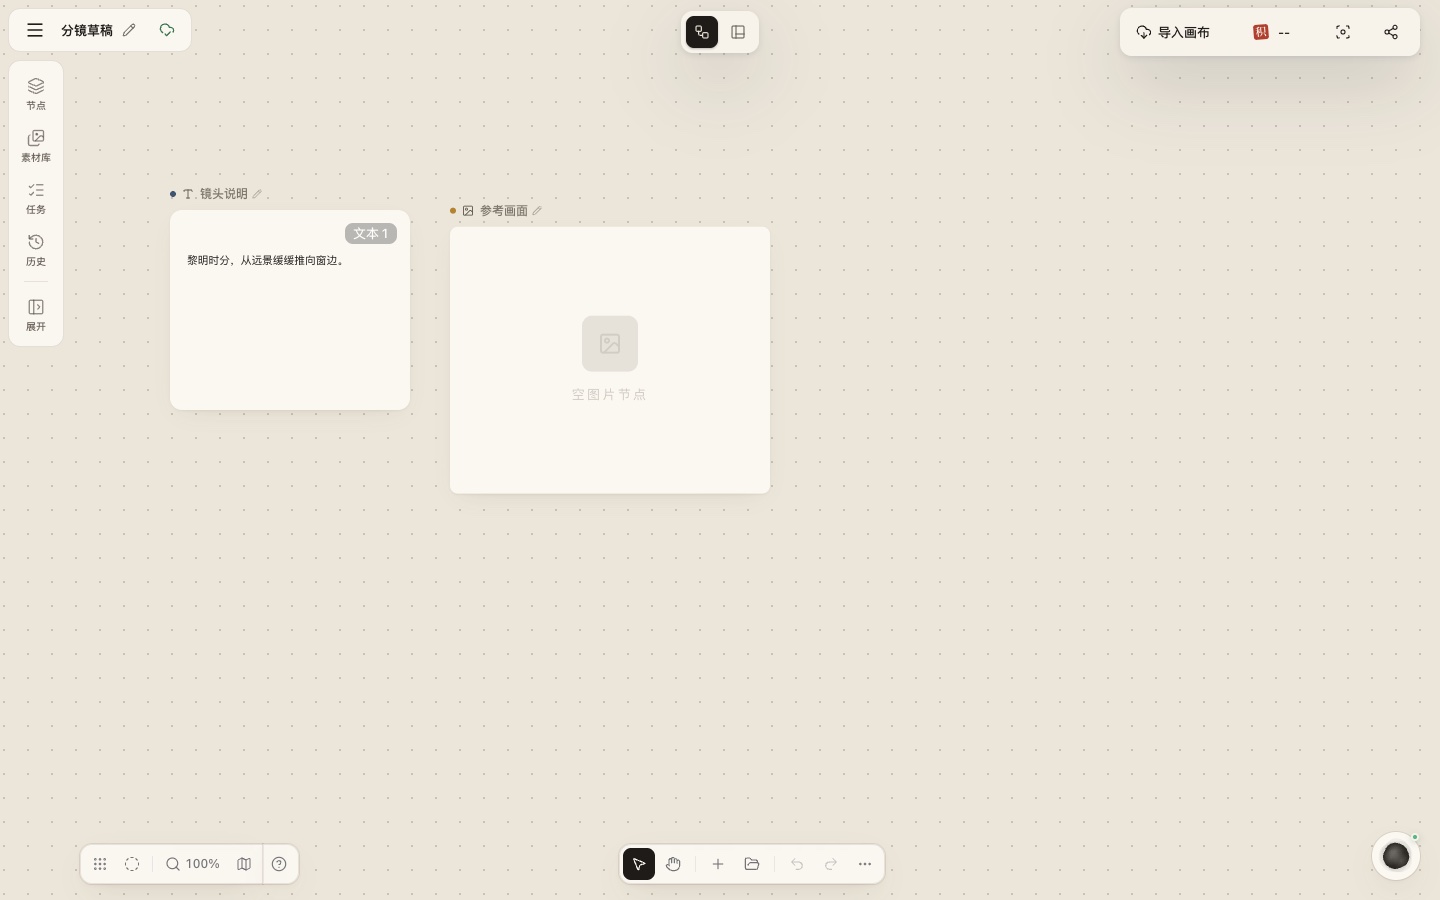 分镜草稿
导入画布
积 --
节点
素材库
任务
历史
展开
镜头说明
文本 1
黎明时分，从远景缓缓推向窗边。
参考画面
空图片节点
100%